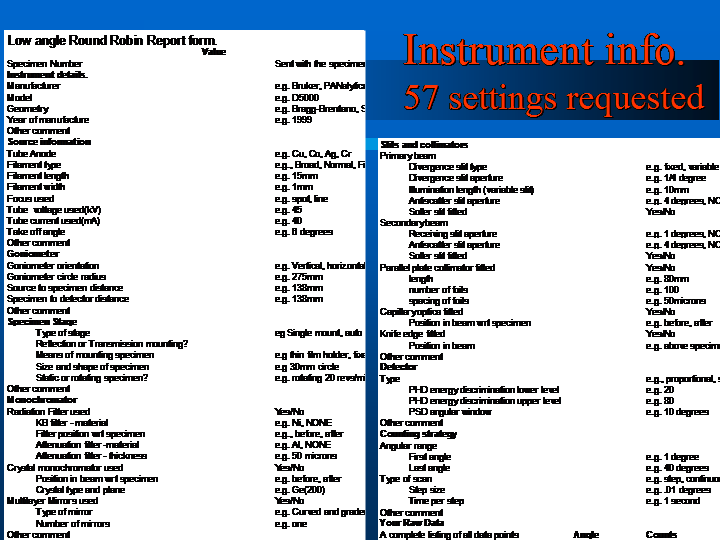 Instrument info.
57 settings requested
Low angle Round Robin Report form.
Value
Specimen Number Sent with the specimen
Instrument details.
Manufacturer e.g. Bruker, PANalytica
Model e.g. D5000
Geometry e.g. Bragg-Brentano, S
Year of manufacture e.g. 1999
Other comment
Source information
Tube Anode e.g. Cu, Co, Ag, Cr
Filament type e.g., Broad, Normal, Fi
Filament length e.g. 15mm
Filament width e.g. 1mm
Focus used e.g. spot, line
Tube voltage used(kV) e.g. 45
Tube current used(mA) e.g. 40
Take off angle e.g. 6 degrees
Other comment
Goniometer
Goniometer orientation e.g. Vertical, horizontal
Goniometer circle radius e.g. 275mm
Source to specimen distance e.g. 138mm
Specimen to detector distance e.g. 138mm
Other comment
Specimen Stage
Type of stage eg Single mount, auto
Reflection or Transmission mounting?
Means of mounting specimen e.g thin film holder, fixe
Size and shape of specimen e.g 30mm circle
Static or rotating specimen? e.g. rotating 20 revs/mi
Other comment
Monochromator
Radiation Filter used Yes/No
KB filter - material e.g. Ni, NONE
Filter position wrt specimen e.g., before, after
Attenuation filter -material e.g. Al, NONE
Attenuation filter - thickness e.g. 50 microns
Crystal monochromator used Yes/No
Position in beam wrt specimen e.g. before, after
Crystal type and plane e.g. Ge(200)
Multilayer Mirrors used Yes/No
Type of mirror e.g. Curved and grade
Number of mirrors e.g. one
Other comment
Slits and collimators
Primary beam
Divergence slit type e.g. fixed, variable
Divergence slit aperture e.g. 1/4 degree
Illumination length (variable slit) e.g. 10mm
Antiscatter slit aperture e.g. 4 degrees, NO
Soller slit fitted Yes/No
Secondary beam
Receiving slit aperture e.g. 1 degrees, NO
Antiscatter slit aperture e.g. 4 degrees, NO
Soller slit fitted Yes/No
Parallel plate collimator fitted Yes/No
length e.g. 80mm
number of foils e.g. 100
spacing of foils e.g. 50microns
Capillary optics fitted Yes/No
Position in beam wrt specimen e.g. before, after
Knife edge fitted Yes/No
Position in beam e.g. above specim
Other comment
Detector
Type e.g., proportional, s
PHD energy discrimination lower level e.g. 20
PHD energy discrimination upper level e.g. 80
PSD angular window e.g. 10 degrees
Other comment
Counting strategy
Angular range
First angle e.g. 1 degree
Last angle e.g. 40 degrees
Type of scan e.g. step, continuou
Step size e.g. .01 degrees
Time per step e.g. 1 second
Other comment
Your Raw Data
A complete listing of all data points Angle Counts